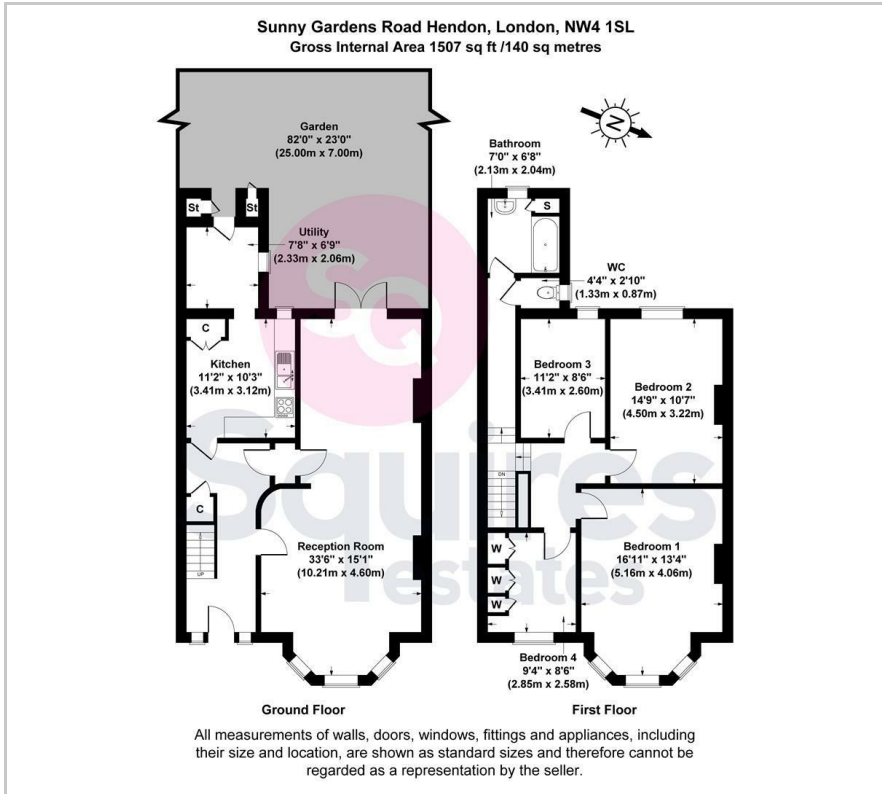 Sunny Gardens Road Hendon, London, NW4 1SL
Gross Internal Area 1507 sq ft /140 sq metres
Garden
82'0" x 23'0"
(25.00m x 7.00m)
N
St
St
Utility
7'8" x 6'9"
(2.33m x 2.06m)
C
Kitchen
11'2" x 10'3"
(3.41m x 3.12m)
C
UP
Reception Room
33'6" x 15'1"
(10.21m x 4.60m)
Ground Floor
Bathroom
7'0" x 6'8"
(2.13m x 2.04m)
S
WC
4'4" x 2'10"
(1.33m x 0.87m)
Bedroom 3
11'2" x 8'6"
(3.41m x 2.60m)
Bedroom 2
14'9" x 10'7"
(4.50m x 3.22m)
DN
W
W
W
Bedroom 1
16'11" x 13'4"
(5.16m x 4.06m)
Bedroom 4
9'4" x 8'6"
(2.85m x 2.58m)
First Floor
SQ
Squires
estates
All measurements of walls, doors, windows, fittings and appliances, including
their size and location, are shown as standard sizes and therefore cannot be
regarded as a representation by the seller.